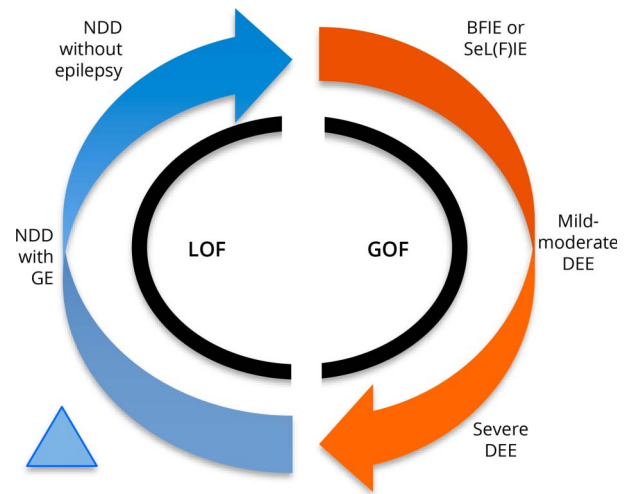 NDD
without
epilepsy
BFIE or
SeL(F)IE
NDD
with
GE
LOF
GOF
Mild-
moderate
DEE
Severe
DEE